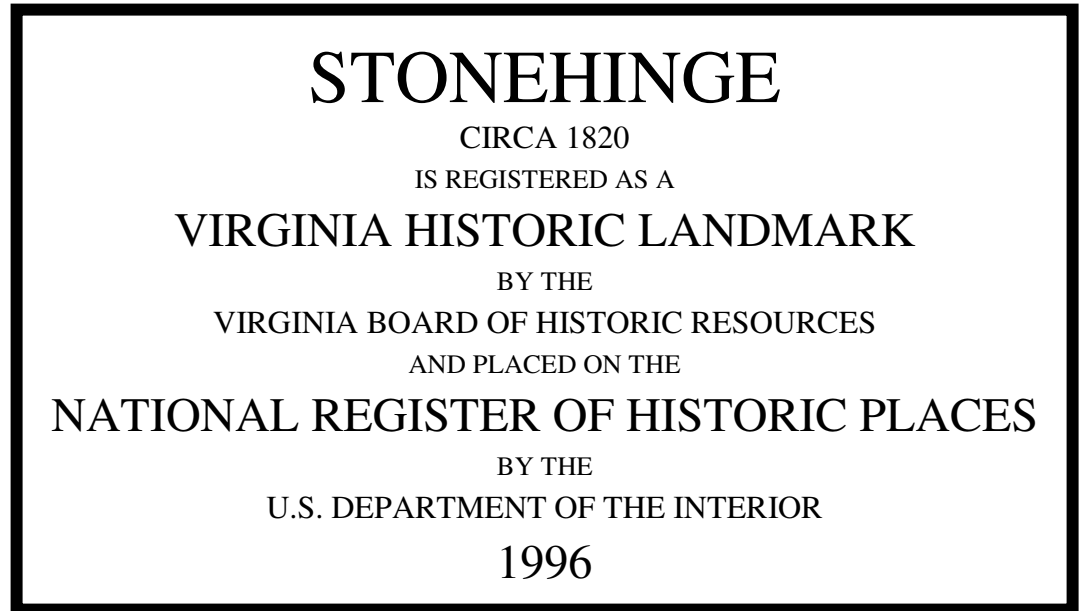 STONEHINGE
CIRCA 1820
IS REGISTERED AS A
VIRGINIA HISTORIC LANDMARK
BY THE
VIRGINIA BOARD OF HISTORIC RESOURCES
AND PLACED ON THE
NATIONAL REGISTER OF HISTORIC PLACES
BY THE
U.S. DEPARTMENT OF THE INTERIOR
1996